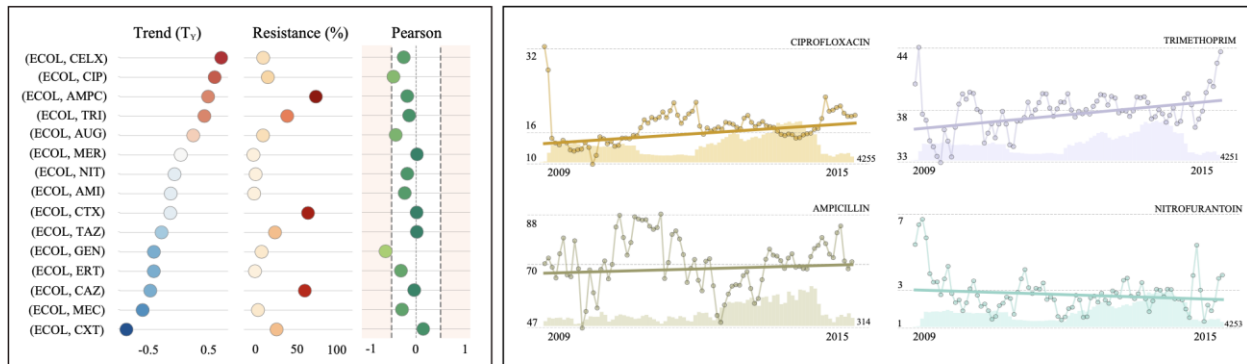 Trend (T_Y) Resistance (%) Pearson
(ECOL, CELX)
(ECOL, CIP)
(ECOL, AMPC)
(ECOL, TRI)
(ECOL, AUG)
(ECOL, MER)
(ECOL, NIT)
(ECOL, AMI)
(ECOL, CTX)
(ECOL, TAZ)
(ECOL, GEN)
(ECOL, ERT)
(ECOL, CAZ)
(ECOL, MEC)
(ECOL, CXT)
-0.5 0.5 0 50 100 -1 0 1
CIPROFLOXACIN
32
16
10
4255
2009 2015
TRIMETHOPRIM
44
38
33
4251
2009 2015
AMPICILLIN
88
70
47
314
2009 2015
NITROFURANTOIN
7
3
1
4253
2009 2015